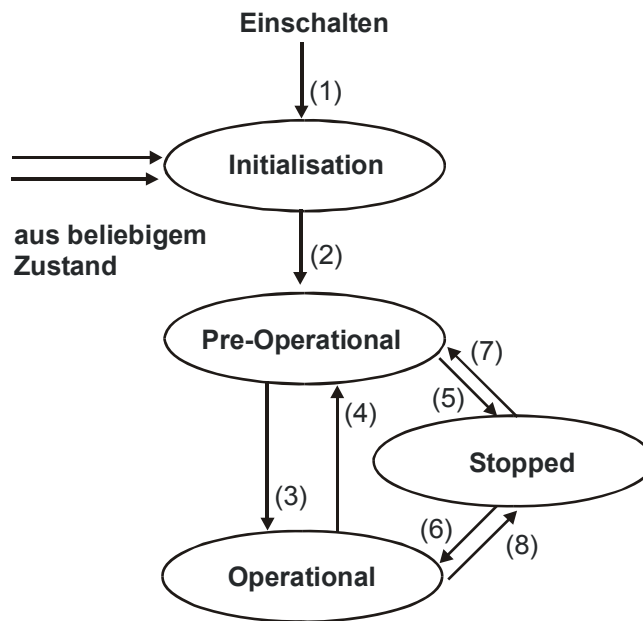 Einschalten
(1)
Initialisation
aus beliebigem
Zustand
(2)
Pre-Operational
(7)
(5)
(4)
Stopped
(3)
(6)
(8)
Operational